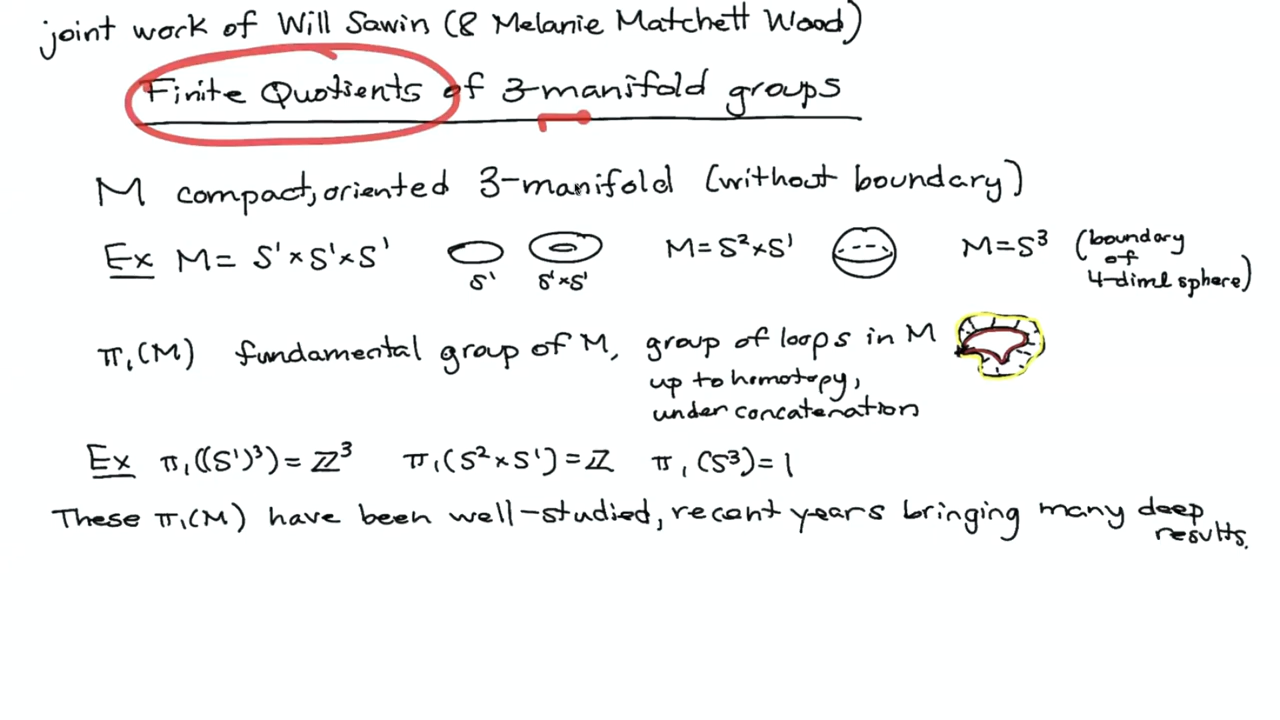 joint work of Will Sawin (& Melanie Matchett Wood)
Finite Quotients of 3-manifold groups
M compact, oriented 3-manifold (without boundary)
Ex M = S¹×S¹×S¹ S¹ S¹×S¹ M=S²×S¹ M=S³ (boundary of 4-diml sphere)
π₁(M) fundamental group of M, group of loops in M
up to homotopy,
under concatenation
Ex π₁((S¹)³) = ℤ³ π₁(S²×S¹) = ℤ π₁(S³) = 1
These π₁(M) have been well-studied, recent years bringing many deep
results.